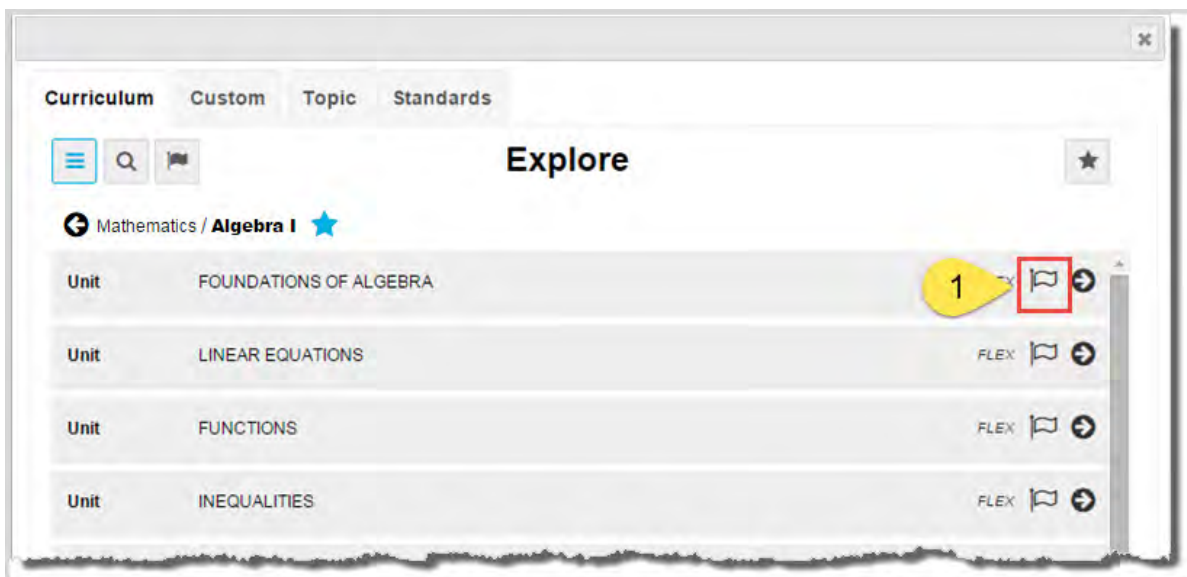 Curriculum Custom Topic Standards
Explore
Mathematics / Algebra I
Unit FOUNDATIONS OF ALGEBRA 1
Unit LINEAR EQUATIONS FLEX
Unit FUNCTIONS FLEX
Unit INEQUALITIES FLEX